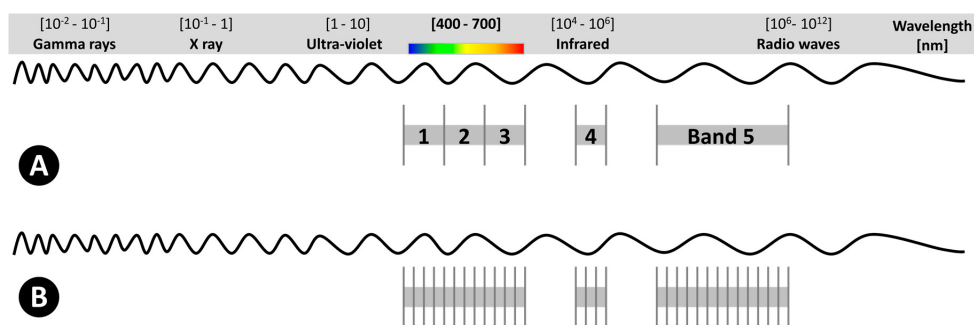 [10⁻² - 10⁻¹] [10⁻¹ - 1] [1 - 10] [400 - 700] [10⁴ - 10⁶] [10⁶- 10¹²] Wavelength
Gamma rays X ray Ultra-violet Infrared Radio waves [nm]
1 2 3 4 Band 5
A
B